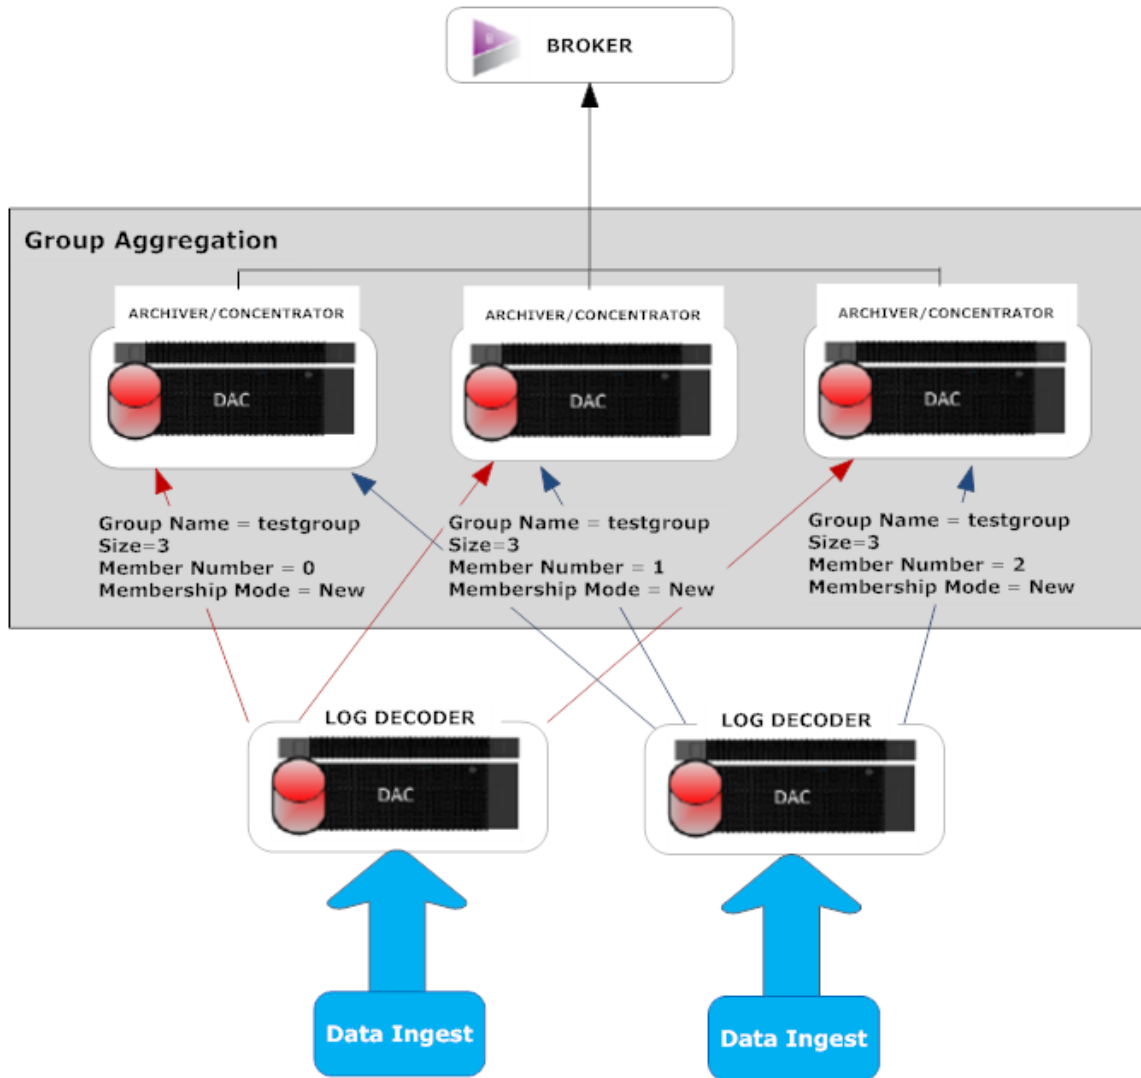 BROKER
Group Aggregation
ARCHIVER/CONCENTRATOR
ARCHIVER/CONCENTRATOR
ARCHIVER/CONCENTRATOR
DAC
DAC
DAC
Group Name = testgroup
Size=3
Member Number = 0
Membership Mode = New
Group Name = testgroup
Size=3
Member Number = 1
Membership Mode = New
Group Name = testgroup
Size=3
Member Number = 2
Membership Mode = New
LOG DECODER
LOG DECODER
DAC
DAC
Data Ingest
Data Ingest